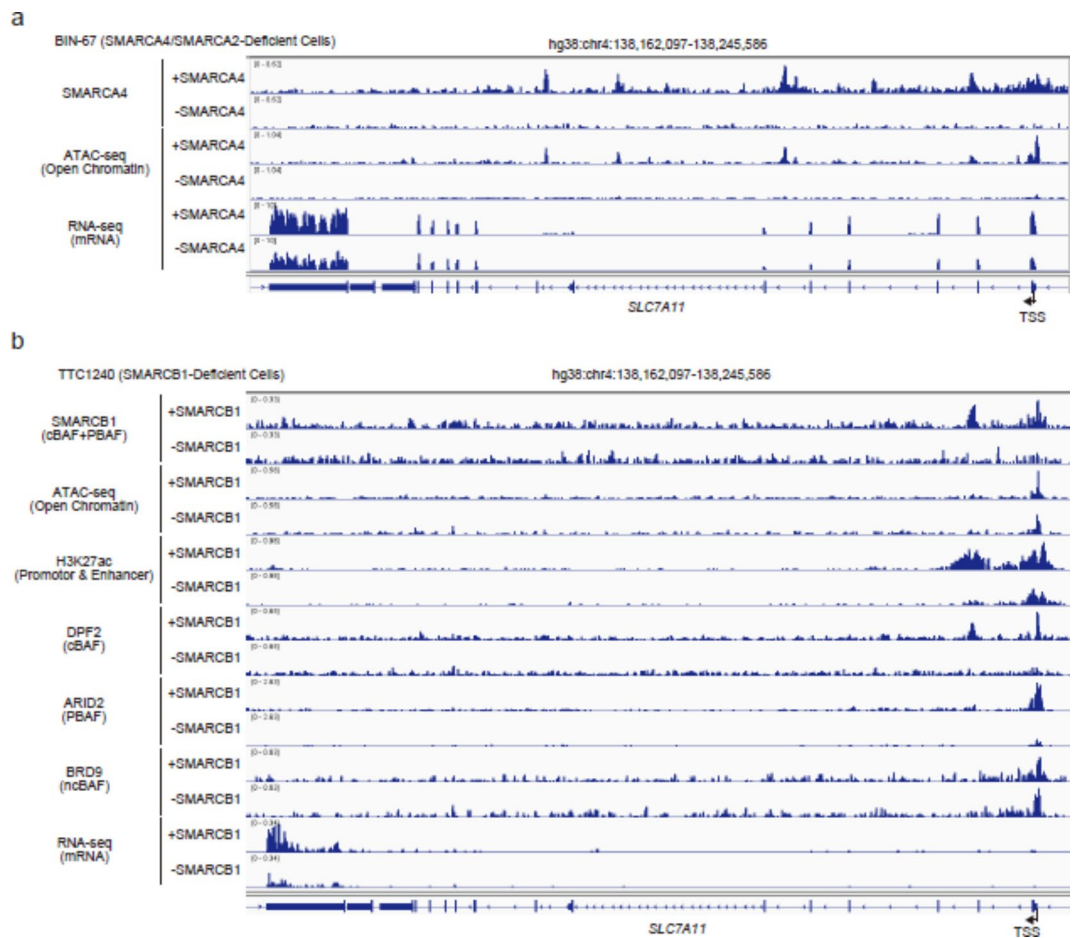 a
BIN-67 (SMARCA4/SMARCA2-Deficient Cells)
hg38:chr4:138,162,097-138,245,586
SMARCA4
+SMARCA4
-SMARCA4
ATAC-seq
(Open Chromatin)
+SMARCA4
-SMARCA4
RNA-seq
(mRNA)
+SMARCA4
-SMARCA4
SLC7A11
TSS
b
TTC1240 (SMARCB1-Deficient Cells)
hg38:chr4:138,162,097-138,245,586
SMARCB1
(cBAF+PBAF)
+SMARCB1
-SMARCB1
ATAC-seq
(Open Chromatin)
+SMARCB1
-SMARCB1
H3K27ac
(Promotor & Enhancer)
+SMARCB1
-SMARCB1
DPF2
(cBAF)
+SMARCB1
-SMARCB1
ARID2
(PBAF)
+SMARCB1
-SMARCB1
BRD9
(ncBAF)
+SMARCB1
-SMARCB1
RNA-seq
(mRNA)
+SMARCB1
-SMARCB1
SLC7A11
TSS